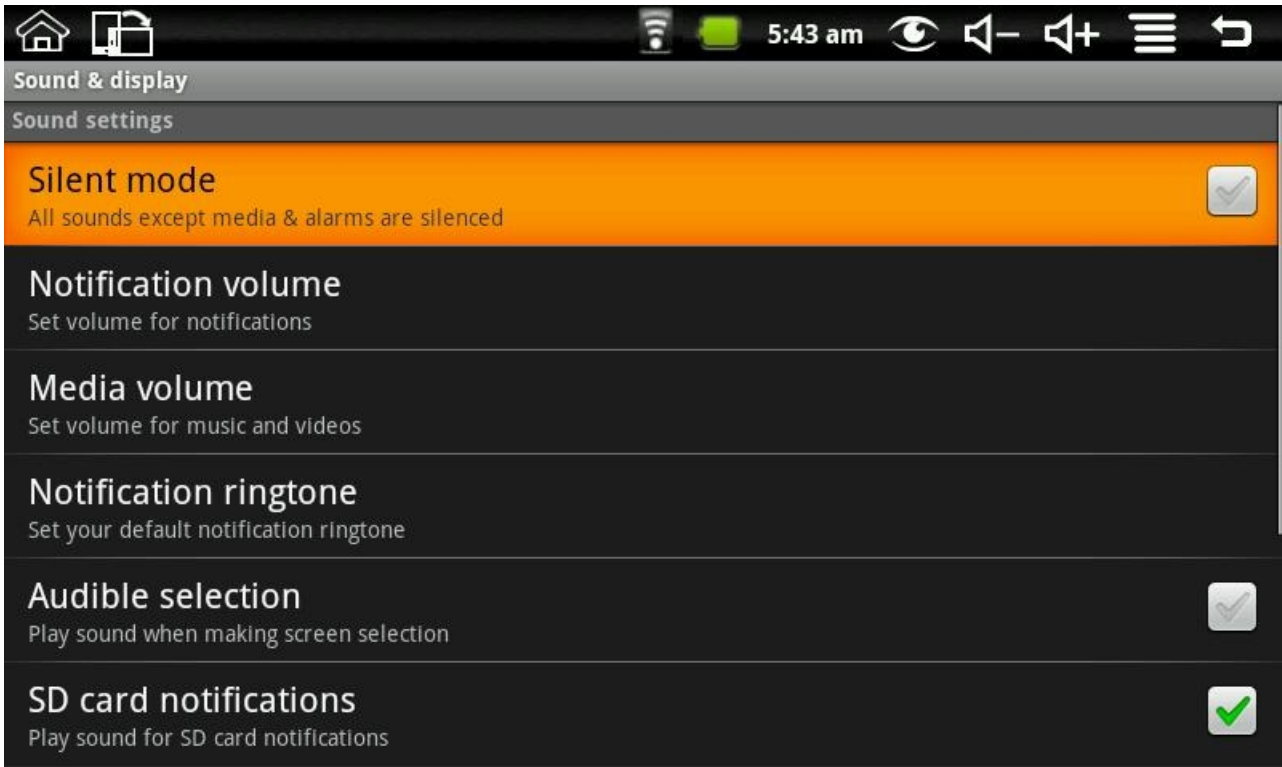 5:43 am
Sound & display
Sound settings
Silent mode
All sounds except media & alarms are silenced
Notification volume
Set volume for notifications
Media volume
Set volume for music and videos
Notification ringtone
Set your default notification ringtone
Audible selection
Play sound when making screen selection
SD card notifications
Play sound for SD card notifications